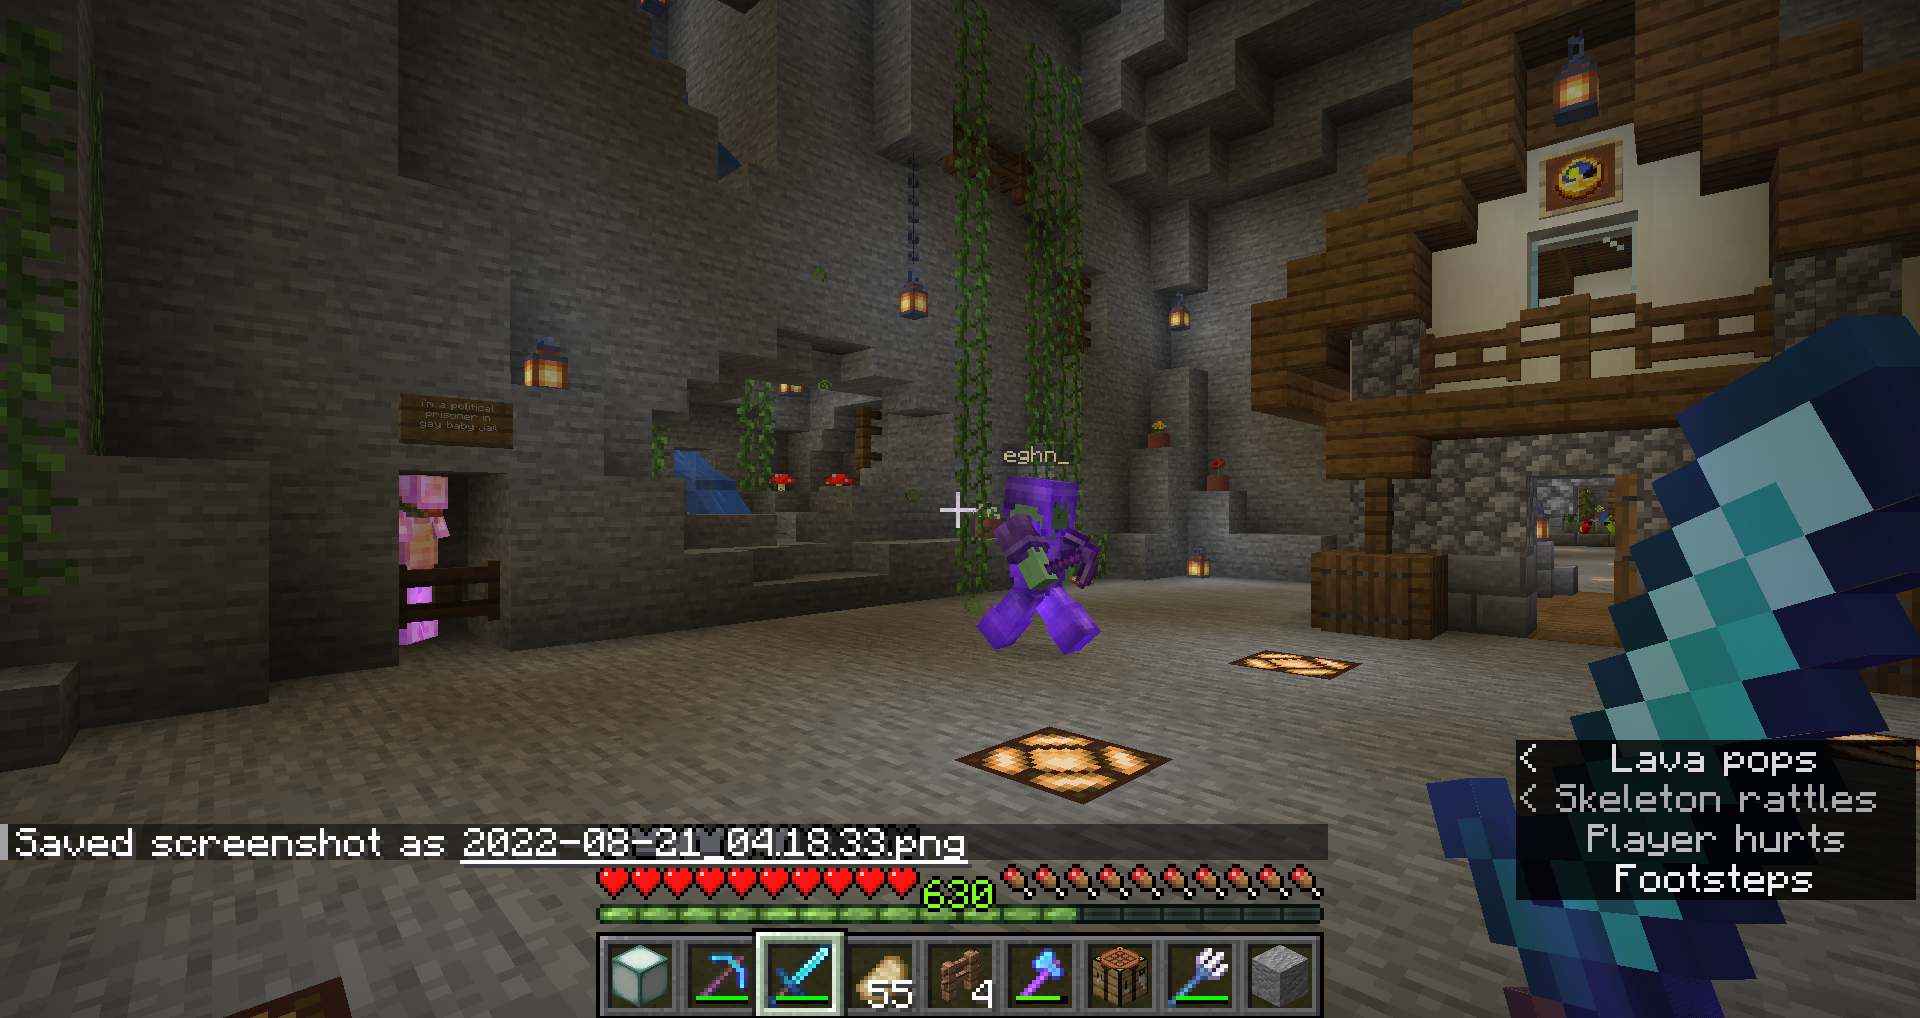 i'm a political
prisoner in
gay baby jail
eghn_
< Lava pops
< Skeleton rattles
Player hurts
Footsteps
Saved screenshot as 2022-08-21_04.18.33.png
630
55
4